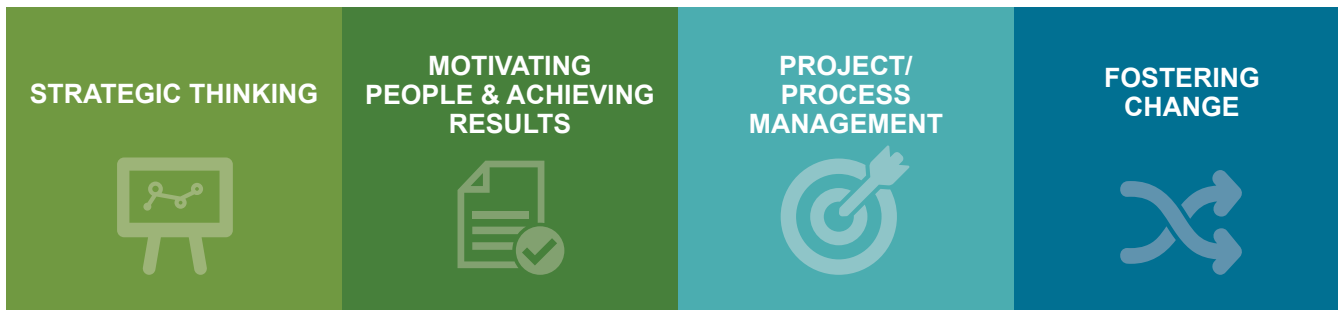 STRATEGIC THINKING
MOTIVATING
PEOPLE & ACHIEVING
RESULTS
PROJECT/
PROCESS
MANAGEMENT
FOSTERING
CHANGE